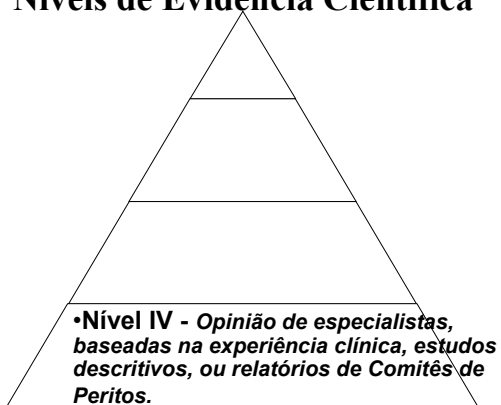 Níveis de Evidência Científica
•Nível IV - Opinião de especialistas,
baseadas na experiência clínica, estudos
descritivos, ou relatórios de Comitês de
Peritos.